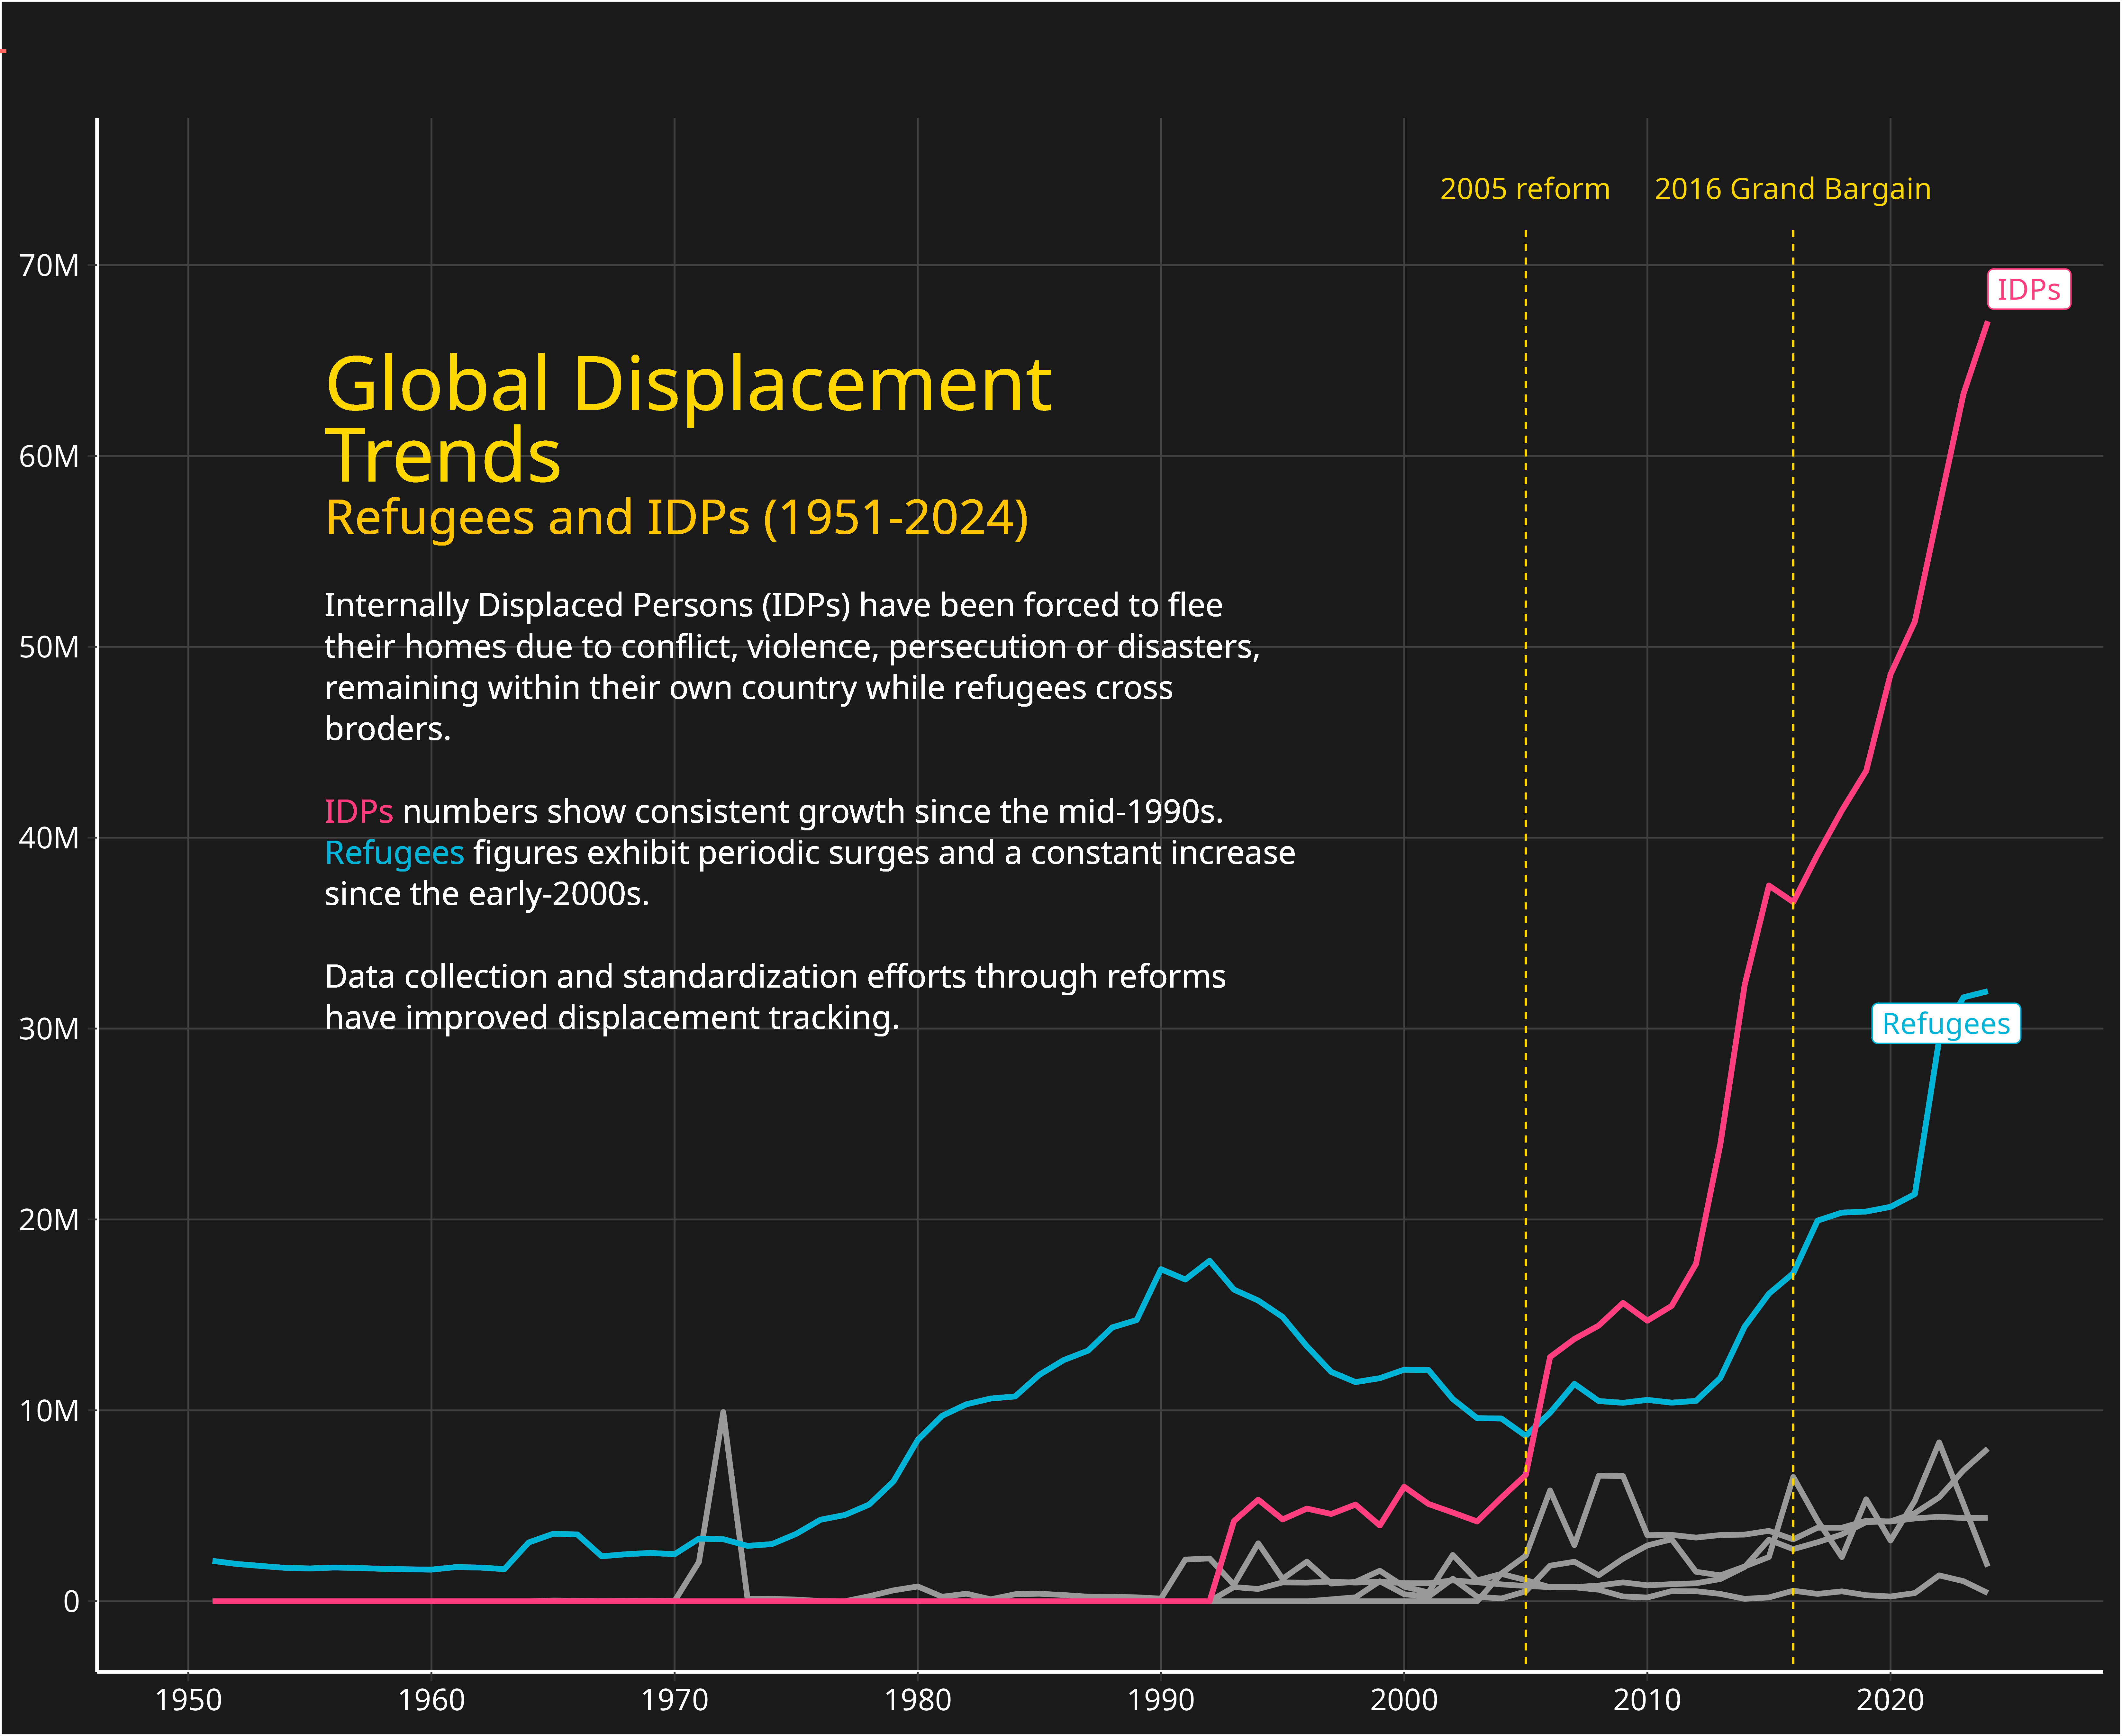 2005 reform
2016 Grand Bargain
70M
IDPs
Global Displacement
Trends
60M
Refugees and IDPs (1951-2024)
Internally Displaced Persons (IDPs) have been forced to flee
50M
their homes due to conflict, violence, persecution or disasters,
remaining within their own country while refugees cross
broders.
IDPs numbers show consistent growth since the mid-1990s.
40M
Refugees figures exhibit periodic surges and a constant increase
since the early-2000s.
Data collection and standardization efforts through reforms
have improved displacement tracking.
30M
Refugees
20M
10M
0
1950
1960
1970
1980
1990
2000
2010
2020